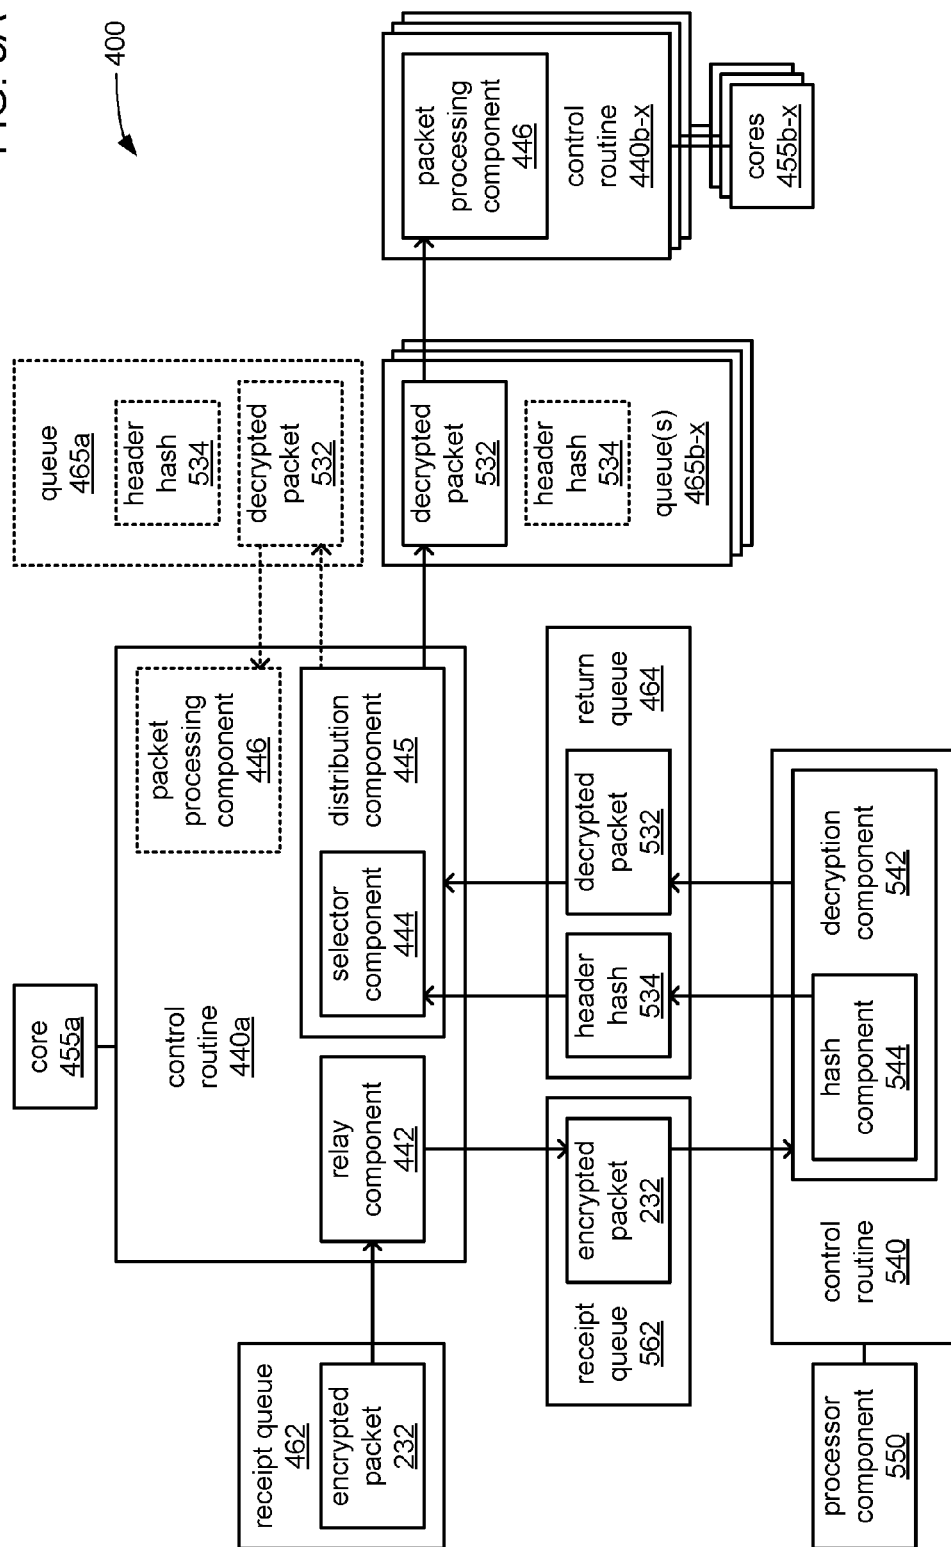 FIG.
400
receipt queue
462
encrypted
packet
232
core
455a
control
routine
440a
relay
component
442
selector
component
444
distribution
component
445
packet
processing
component
446
queue
465a
header
hash
534
decrypted
packet
532
receipt
queue
562
encrypted
packet
232
header
hash
534
decrypted
packet
532
return
queue
464
decrypted
packet
532
header
hash
534
queue(s)
465b-x
packet
processing
component
446
control
routine
440b-x
cores
455b-x
processor
component
550
control
routine
540
hash
component
544
decryption
component
542